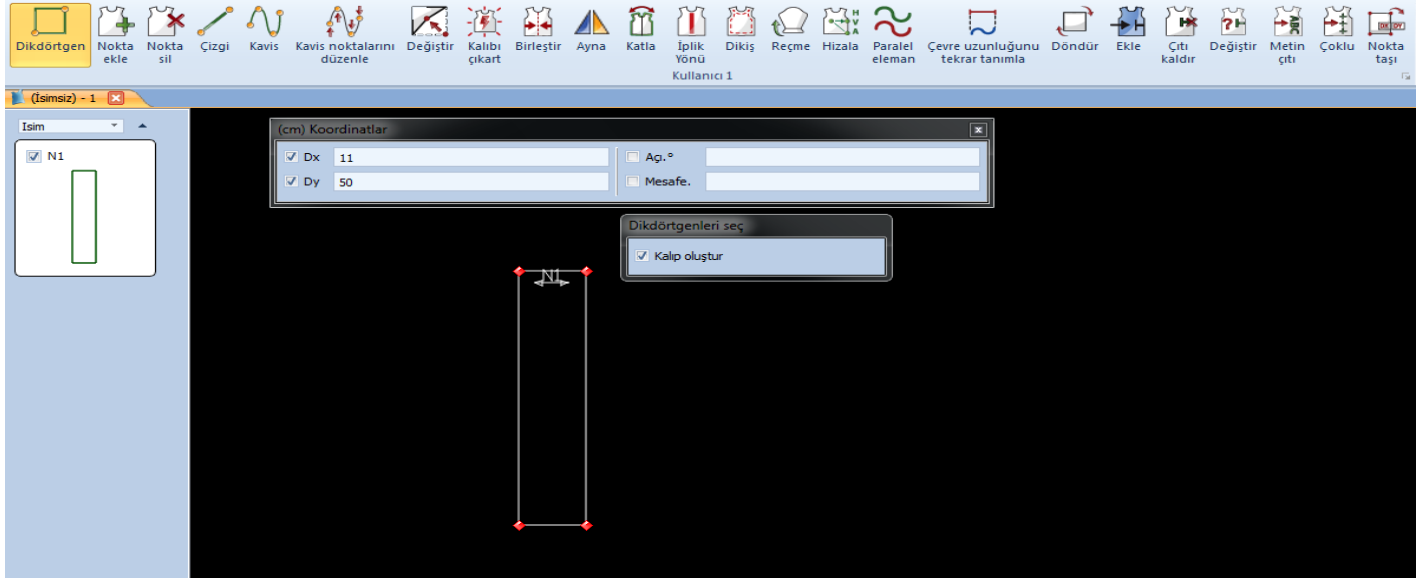 Dikdörtgen Nokta ekle Nokta sil Çizgi Kavis Kavis noktalarını düzenle Değiştir Kalıbı çıkart Birleştir Ayna Katla İplik Yönü Dikiş Reçme Hizala Paralel eleman Çevre uzunluğunu tekrar tanımla Döndür Ekle Çıtı kaldır Değiştir Metin çıtı Çoklu Nokta taşı
Kullanıcı 1
(İsimsiz) - 1
Isim
N1
(cm) Koordinatlar
Dx 11 Açı.°
Dy 50 Mesafe.
Dikdörtgenleri seç
Kalıp oluştur
N1